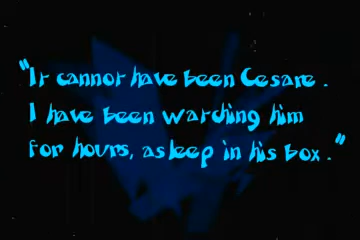 "It cannot have been Cesare.
I have been watching him
for hours, asleep in his box."